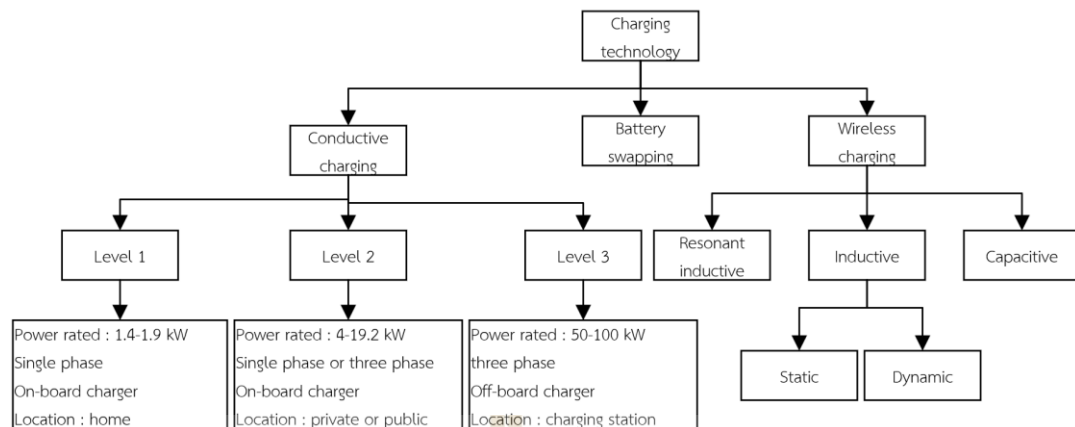 Charging
technology
Conductive
charging
Battery
swapping
Wireless
charging
Level 1
Level 2
Level 3
Resonant
inductive
Inductive
Capacitive
Power rated : 1.4-1.9 kW
Single phase
On-board charger
Location : home
Power rated : 4-19.2 kW
Single phase or three phase
On-board charger
Location : private or public
Power rated : 50-100 kW
three phase
Off-board charger
Location : charging station
Static
Dynamic